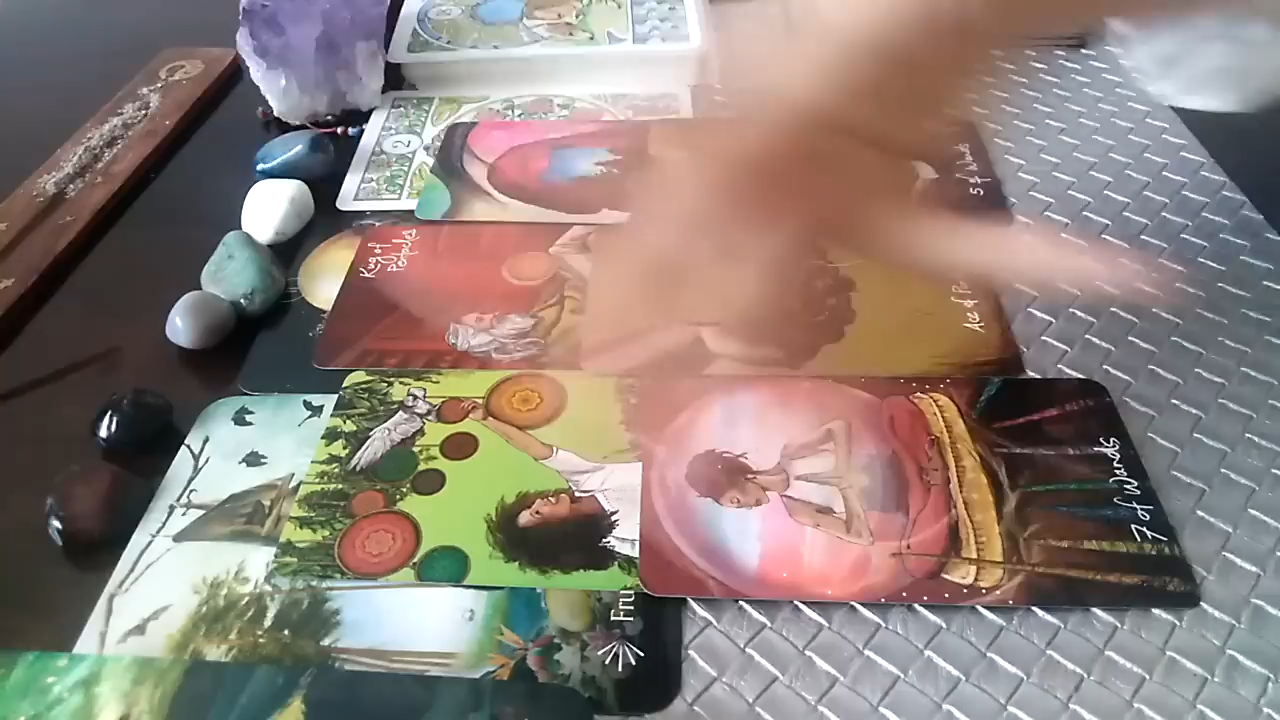 2
5 of Wands
King of
Pentacles
Ace of
7 of Wands
Fru